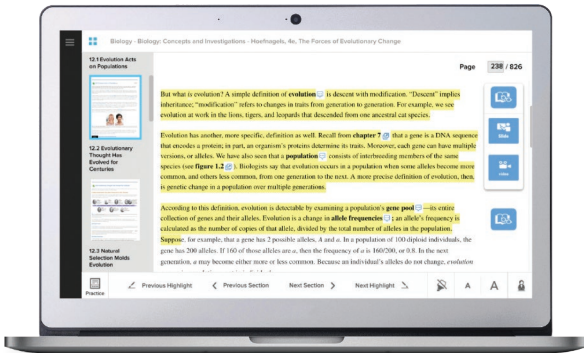 Biology - Biology: Concepts and Investigations - Hoefnagels, 4e, The Forces of Evolutionary Change
12.1 Evolution Acts
on Populations
12.2 Evolutionary
Thought Has
Evolved for
Centuries
12.3 Natural
Selection Molds
Evolution
Page 238 / 826
But what is evolution? A simple definition of evolution is descent with modification. "Descent" implies
inheritance; "modification" refers to changes in traits from generation to generation. For example, we see
evolution at work in the lions, tigers, and leopards that descended from one ancestral cat species.
Evolution has another, more specific, definition as well. Recall from chapter 7 that a gene is a DNA sequence
that encodes a protein; in part, an organism's proteins determine its traits. Moreover, each gene can have multiple
versions, or alleles. We have also seen that a population consists of interbreeding members of the same
species (see figure 1.2). Biologists say that evolution occurs in a population when some alleles become more
common, and others less common, from one generation to the next. A more precise definition of evolution, then,
is genetic change in a population over multiple generations.
According to this definition, evolution is detectable by examining a population's gene pool—its entire
collection of genes and their alleles. Evolution is a change in allele frequencies; an allele's frequency is
calculated as the number of copies of that allele, divided by the total number of alleles in the population.
Suppose, for example, that a gene has 2 possible alleles, A and a. In a population of 100 diploid individuals, the
gene has 200 alleles. If 160 of those alleles are a, then the frequency of a is 160/200, or 0.8. In the next
generation, a may become either more or less common. Because an individual's alleles do not change, evolution
Practice
Previous Highlight
Previous Section
Next Section
Next Highlight
A
A